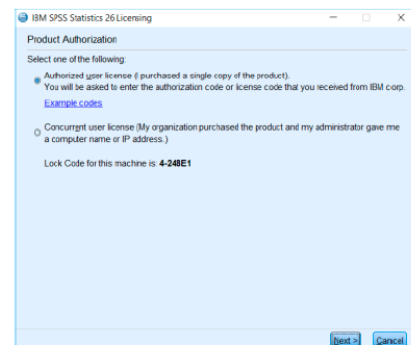 IBM SPSS Statistics 26 Licensing
Product Authorization
Select one of the following:
Authorized user license (I purchased a single copy of the product).
You will be asked to enter the authorization code or license code that you received from IBM corp.
Example codes
Concurrent user license (My organization purchased the product and my administrator gave me
a computer name or IP address.)
Lock Code for this machine is: 4-248E1
Next >
Cancel